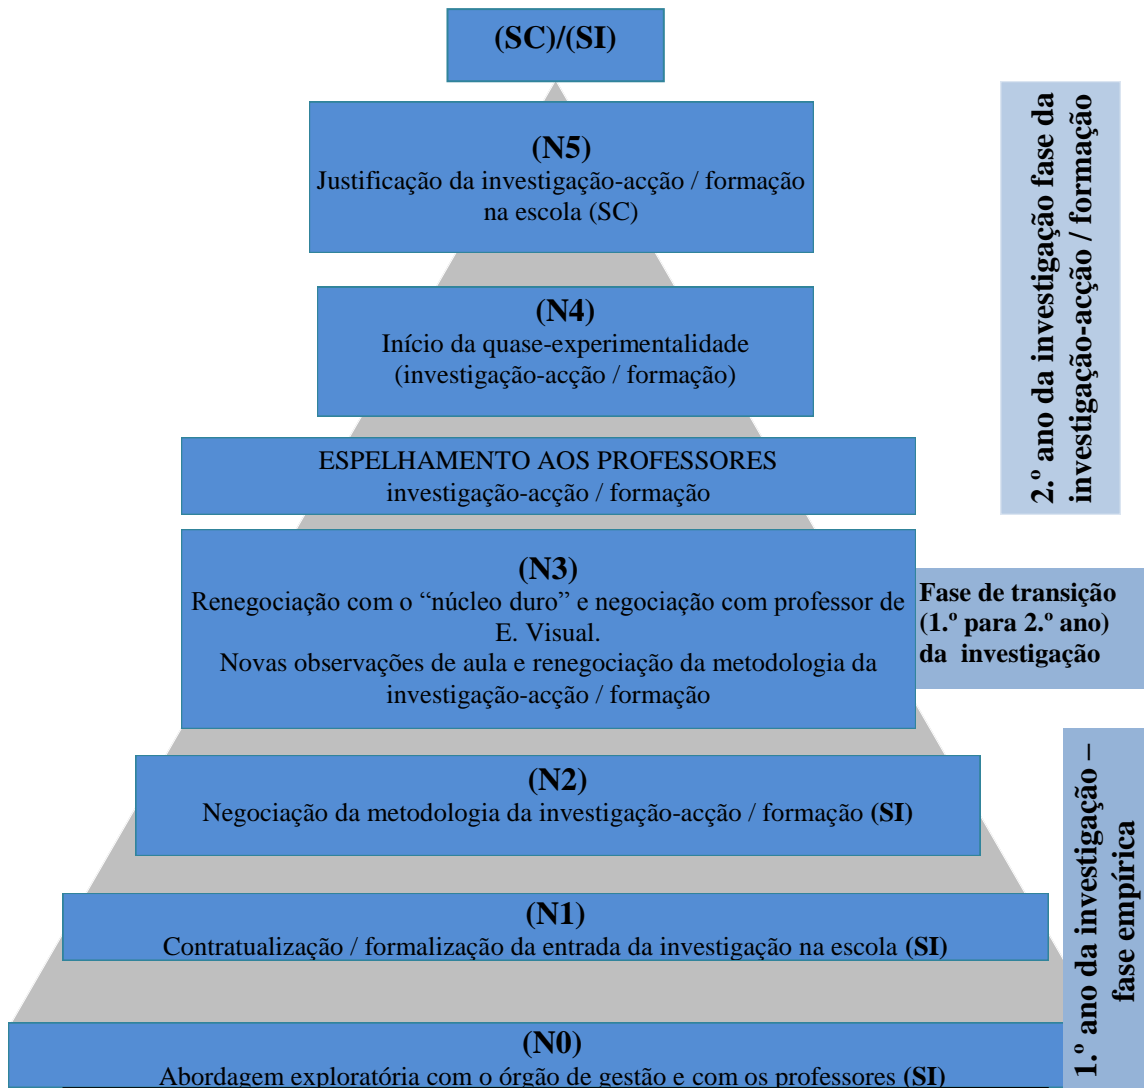 (SC)/(SI)
(N5)
Justificação da investigação-acção / formação
na escola (SC)
(N4)
Início da quase-experimentalidade
(investigação-acção / formação)
ESPELHAMENTO AOS PROFESSORES
investigação-acção / formação
2.º ano da investigação fase da
investigação-acção / formação
(N3)
Renegociação com o “núcleo duro” e negociação com professor de
E. Visual.
Novas observações de aula e renegociação da metodologia da
investigação-acção / formação
Fase de transição
(1.º para 2.º ano)
da investigação
(N2)
Negociação da metodologia da investigação-acção / formação (SI)
(N1)
Contratualização / formalização da entrada da investigação na escola (SI)
(N0)
Abordagem exploratória com o órgão de gestão e com os professores (SI)
1.º ano da investigação –
fase empírica